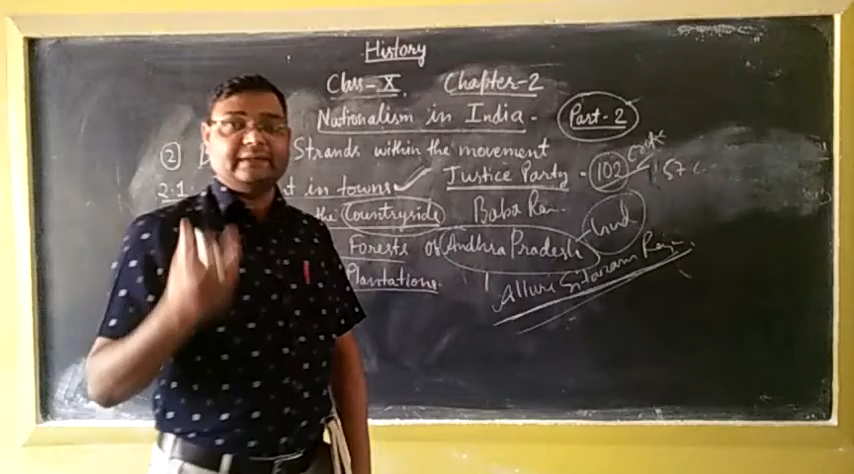 History
Class-X, Chapter-2
Nationalism in India. Part-2
② Strands within the movement
2.1 in towns Justice Party - 102 57 c
the Countryside Baba Ram
Forests of Andhra Pradesh - Gud
Plantations. Alluri Sitaram Raju